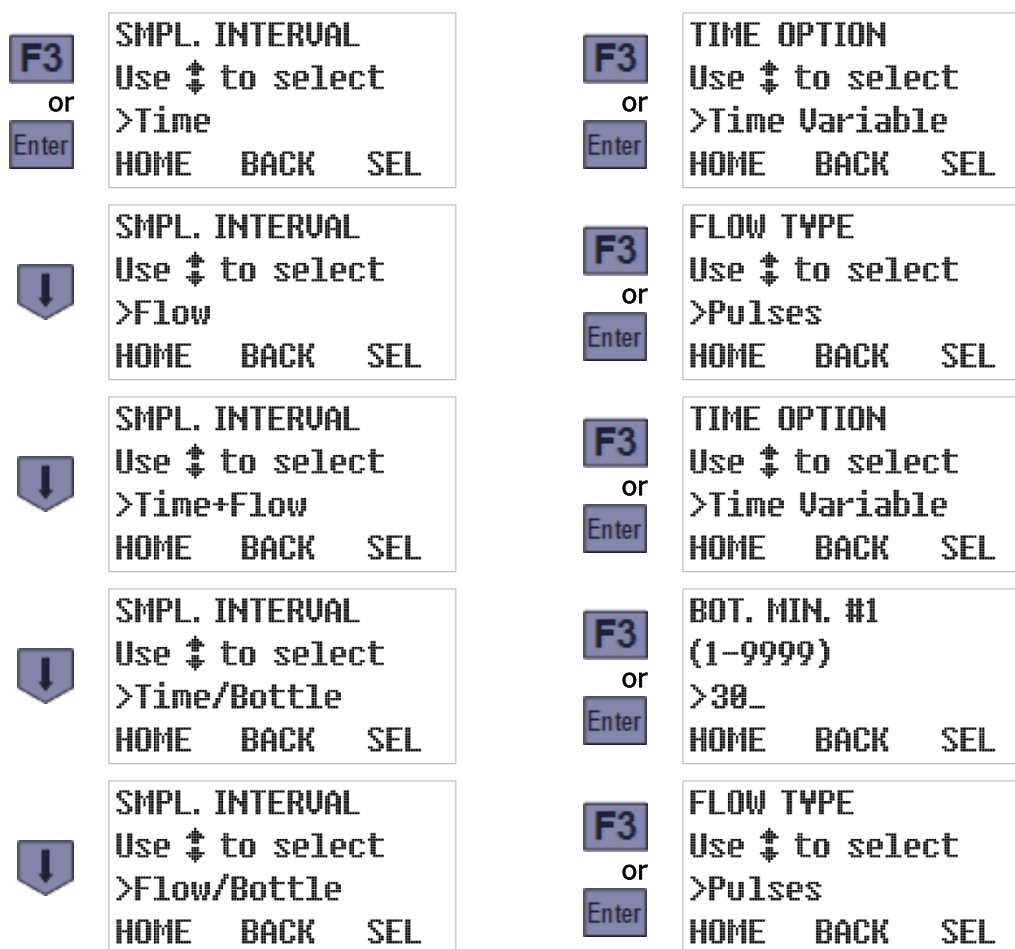 F3
or
Enter
SMPL. INTERVAL
Use ↕ to select
>Time
HOME BACK SEL
F3
or
Enter
TIME OPTION
Use ↕ to select
>Time Variable
HOME BACK SEL
SMPL. INTERVAL
Use ↕ to select
>Flow
HOME BACK SEL
F3
or
Enter
FLOW TYPE
Use ↕ to select
>Pulses
HOME BACK SEL
SMPL. INTERVAL
Use ↕ to select
>Time+Flow
HOME BACK SEL
F3
or
Enter
TIME OPTION
Use ↕ to select
>Time Variable
HOME BACK SEL
SMPL. INTERVAL
Use ↕ to select
>Time/Bottle
HOME BACK SEL
F3
or
Enter
BOT. MIN. #1
(1-9999)
>30_
HOME BACK SEL
SMPL. INTERVAL
Use ↕ to select
>Flow/Bottle
HOME BACK SEL
F3
or
Enter
FLOW TYPE
Use ↕ to select
>Pulses
HOME BACK SEL